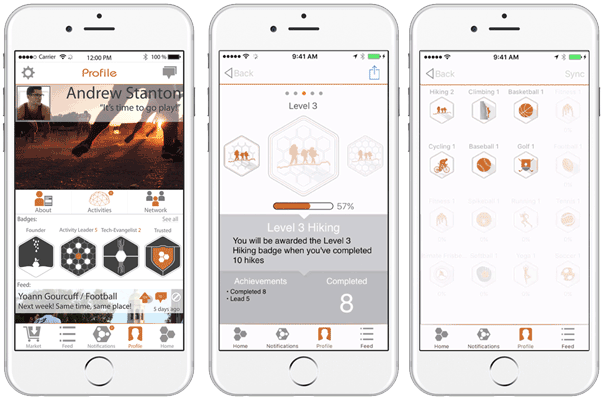 Carrier
12:00 PM
100%
Profile
Andrew Stanton
"It's time to go play!"
About
Activities
Network
Badges:
See all
Founder
Activity Leader 5
Tech-Evangelist 2
Trusted
Feed:
Yoann Gourcuff / Football
Next week! Same time, same place!
5 days ago
Market
Feed
Notifications
Profile
Home
9:41 AM
Back
Level 3
57%
Level 3 Hiking
You will be awarded the Level 3
Hiking badge when you've completed
10 hikes
Achievements
Completed
• Completed 8
• Lead 5
8
Home
Notifications
Profile
Feed
9:41 AM
Back
Sync
Hiking 2
Climbing 1
Basketball 1
Cycling 1
Baseball 1
Golf 1
Home
Notifications
Profile
Feed